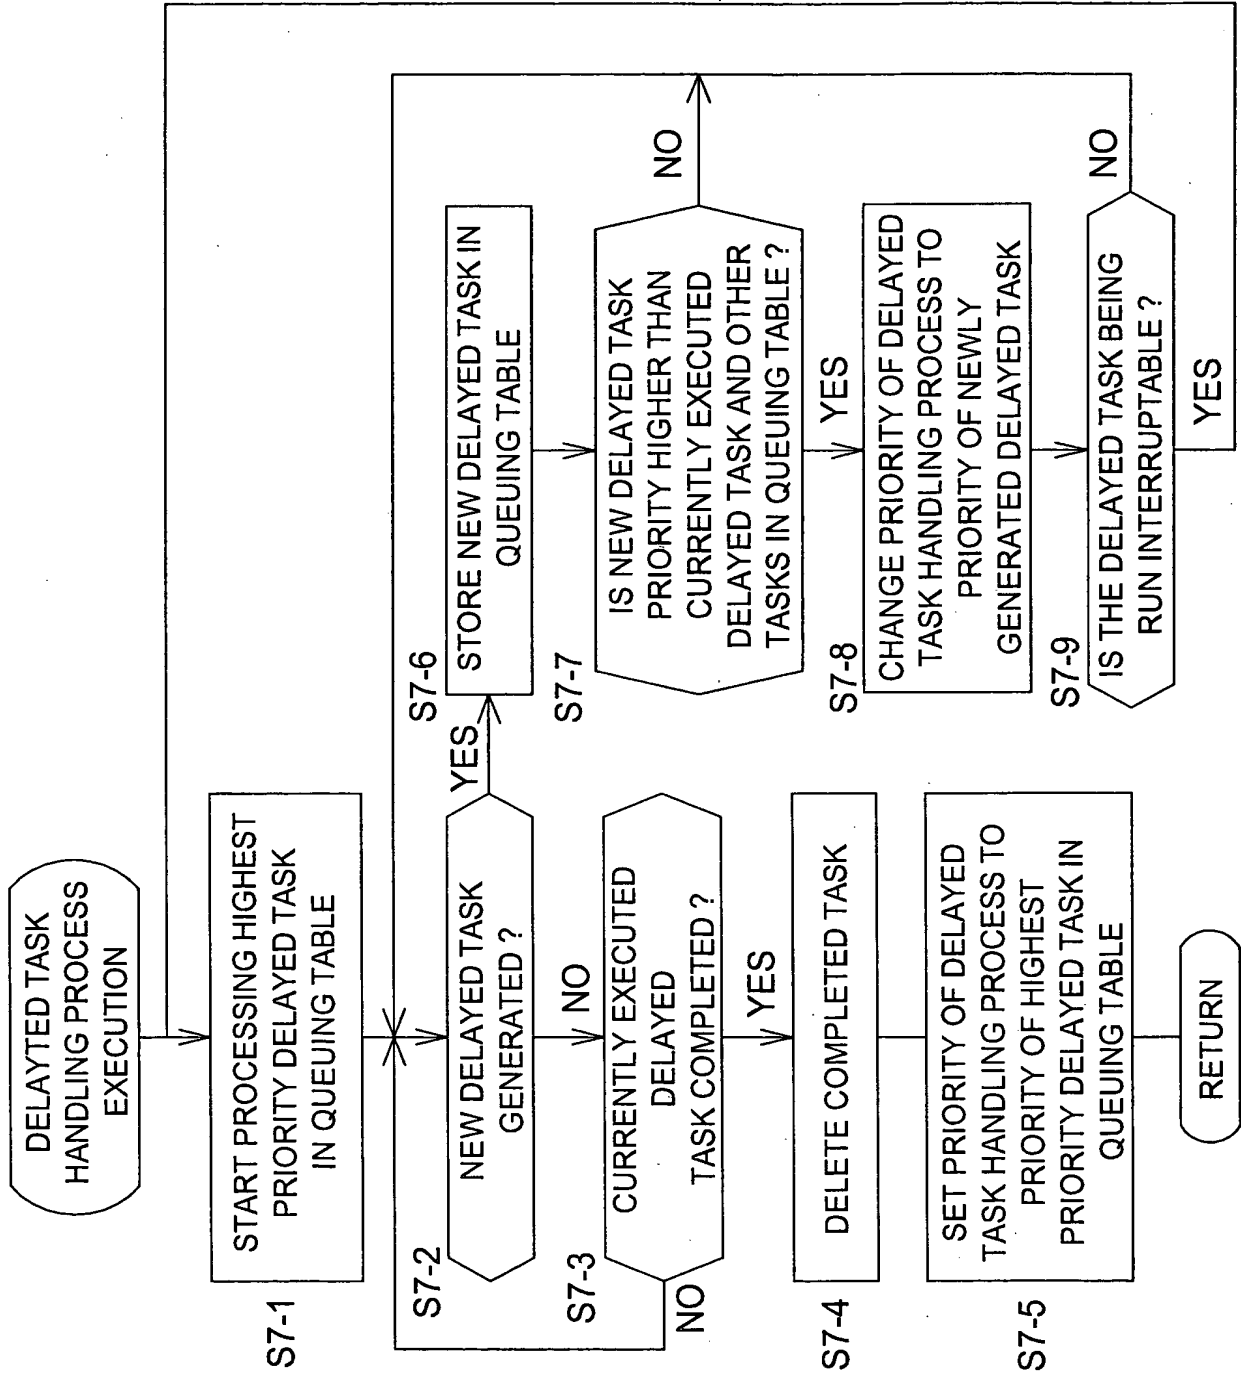 DELAYTED TASK
HANDLING PROCESS
EXECUTION
S7-1
START PROCESSING HIGHEST
PRIORITY DELAYED TASK
IN QUEUING TABLE
S7-2
NEW DELAYED TASK
GENERATED ?
YES
NO
S7-3
CURRENTLY EXECUTED
DELAYED
TASK COMPLETED ?
NO
YES
S7-4
DELETE COMPLETED TASK
S7-5
SET PRIORITY OF DELAYED
TASK HANDLING PROCESS TO
PRIORITY OF HIGHEST
PRIORITY DELAYED TASK IN
QUEUING TABLE
RETURN
S7-6
STORE NEW DELAYED TASK IN
QUEUING TABLE
S7-7
IS NEW DELAYED TASK
PRIORITY HIGHER THAN
CURRENTLY EXECUTED
DELAYED TASK AND OTHER
TASKS IN QUEUING TABLE ?
NO
YES
S7-8
CHANGE PRIORITY OF DELAYED
TASK HANDLING PROCESS TO
PRIORITY OF NEWLY
GENERATED DELAYED TASK
S7-9
IS THE DELAYED TASK BEING
RUN INTERRUPTABLE ?
NO
YES